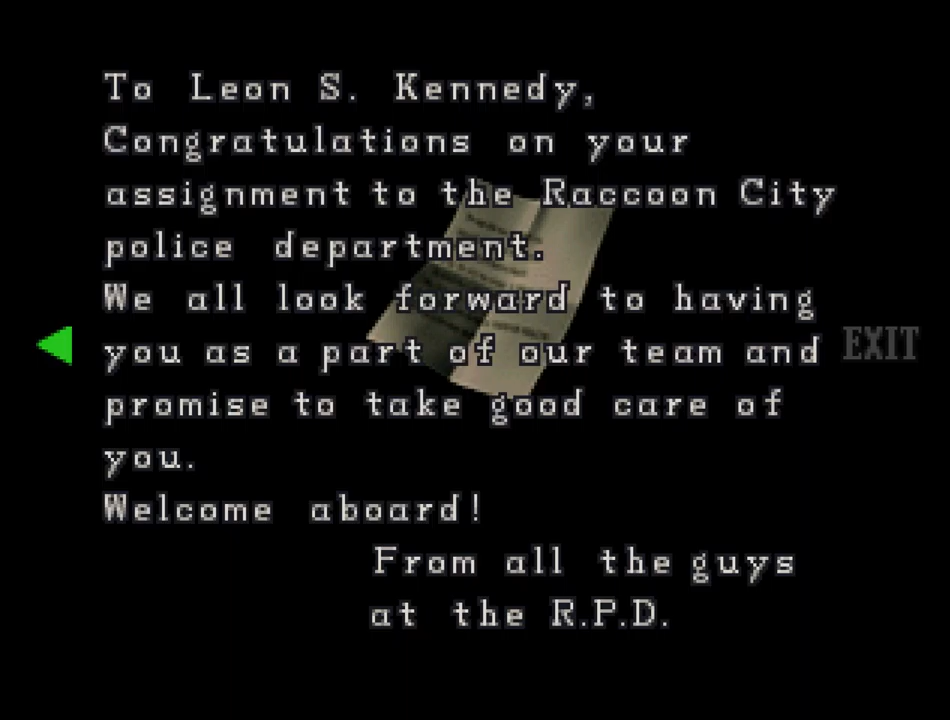 To Leon S. Kennedy,
Congratulations on your
assignment to the Raccoon City
police department.
We all look forward to having
you as a part of our team and
promise to take good care of
you.
Welcome aboard!
From all the guys
at the R.P.D.
EXIT